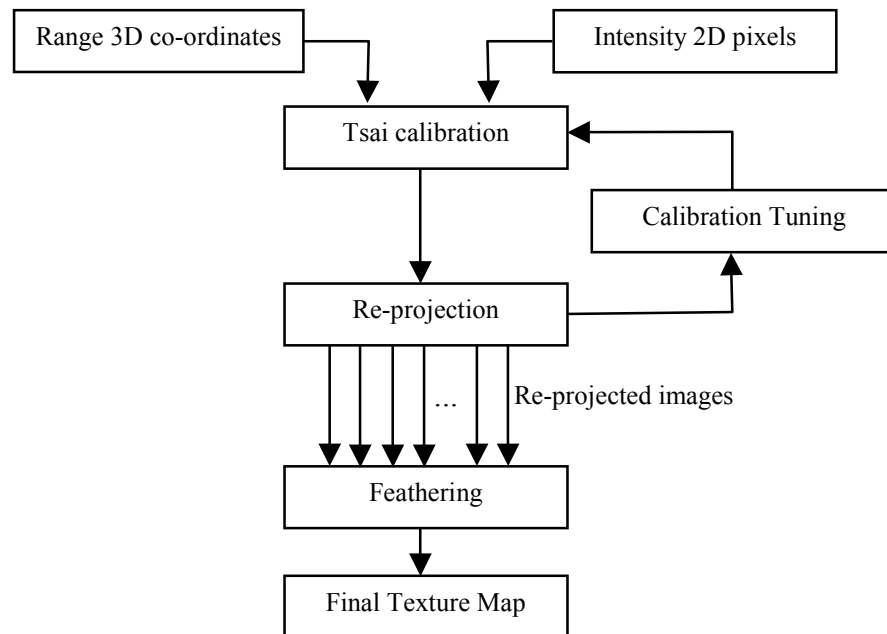 Range 3D co-ordinates
Intensity 2D pixels
Tsai calibration
Calibration Tuning
Re-projection
...
Re-projected images
Feathering
Final Texture Map